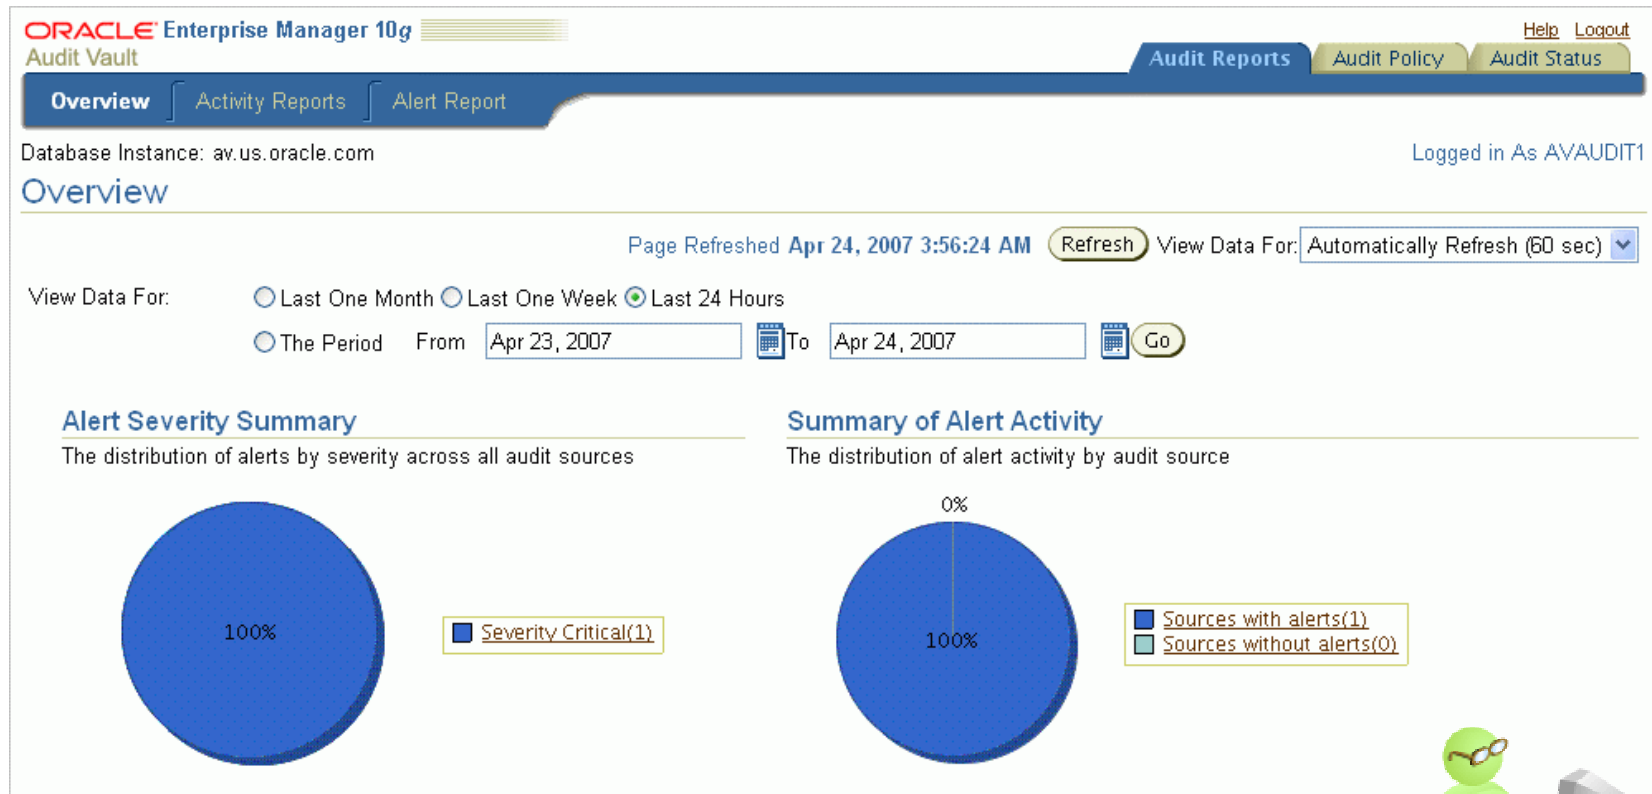 ORACLE Enterprise Manager 10g
Audit Vault
Help Logout
Audit Reports Audit Policy Audit Status
Overview Activity Reports Alert Report
Database Instance: av.us.oracle.com
Logged in As AVAUDIT1
Overview
Page Refreshed Apr 24, 2007 3:56:24 AM Refresh View Data For: Automatically Refresh (60 sec)
View Data For: Last One Month Last One Week Last 24 Hours
The Period From Apr 23, 2007 To Apr 24, 2007 Go
Alert Severity Summary
The distribution of alerts by severity across all audit sources
100%
Severity Critical(1)
Summary of Alert Activity
The distribution of alert activity by audit source
0%
100%
Sources with alerts(1)
Sources without alerts(0)